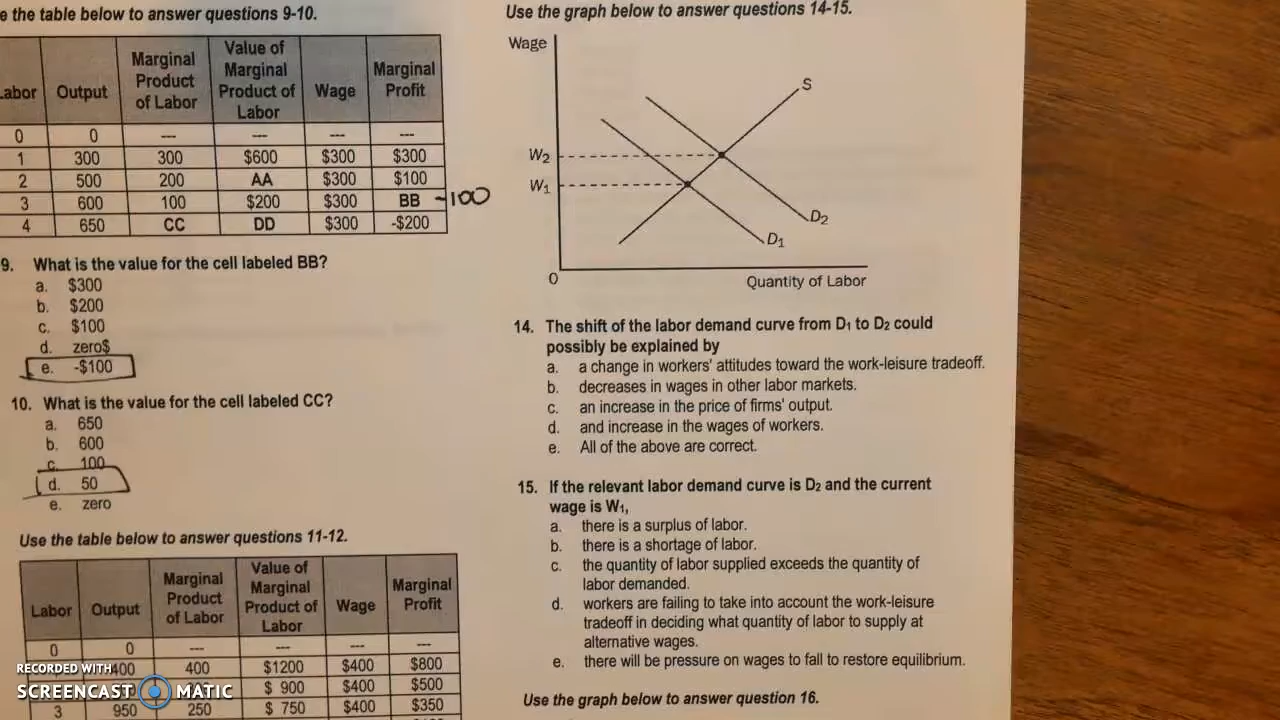 e the table below to answer questions 9-10.
Labor Output Marginal Product of Labor Value of Marginal Product of Labor Wage Marginal Profit
0 0 --- --- --- ---
1 300 300 $600 $300 $300
2 500 200 AA $300 $100
3 600 100 $200 $300 BB -100
4 650 CC DD $300 -$200
9. What is the value for the cell labeled BB?
a. $300
b. $200
c. $100
d. zero$
e. -$100
10. What is the value for the cell labeled CC?
a. 650
b. 600
c. 100
d. 50
e. zero
Use the table below to answer questions 11-12.
Labor Output Marginal Product of Labor Value of Marginal Product of Labor Wage Marginal Profit
0 0 --- --- --- ---
400 400 $1200 $400 $800
$ 900 $400 $500
3 950 250 $ 750 $400 $350
RECORDED WITH
SCREENCAST MATIC
Use the graph below to answer questions 14-15.
Wage
S
W2
W1
D2
D1
0
Quantity of Labor
14. The shift of the labor demand curve from D1 to D2 could
possibly be explained by
a. a change in workers' attitudes toward the work-leisure tradeoff.
b. decreases in wages in other labor markets.
c. an increase in the price of firms' output.
d. and increase in the wages of workers.
e. All of the above are correct.
15. If the relevant labor demand curve is D2 and the current
wage is W1,
a. there is a surplus of labor.
b. there is a shortage of labor.
c. the quantity of labor supplied exceeds the quantity of
labor demanded.
d. workers are failing to take into account the work-leisure
tradeoff in deciding what quantity of labor to supply at
alternative wages.
e. there will be pressure on wages to fall to restore equilibrium.
Use the graph below to answer question 16.